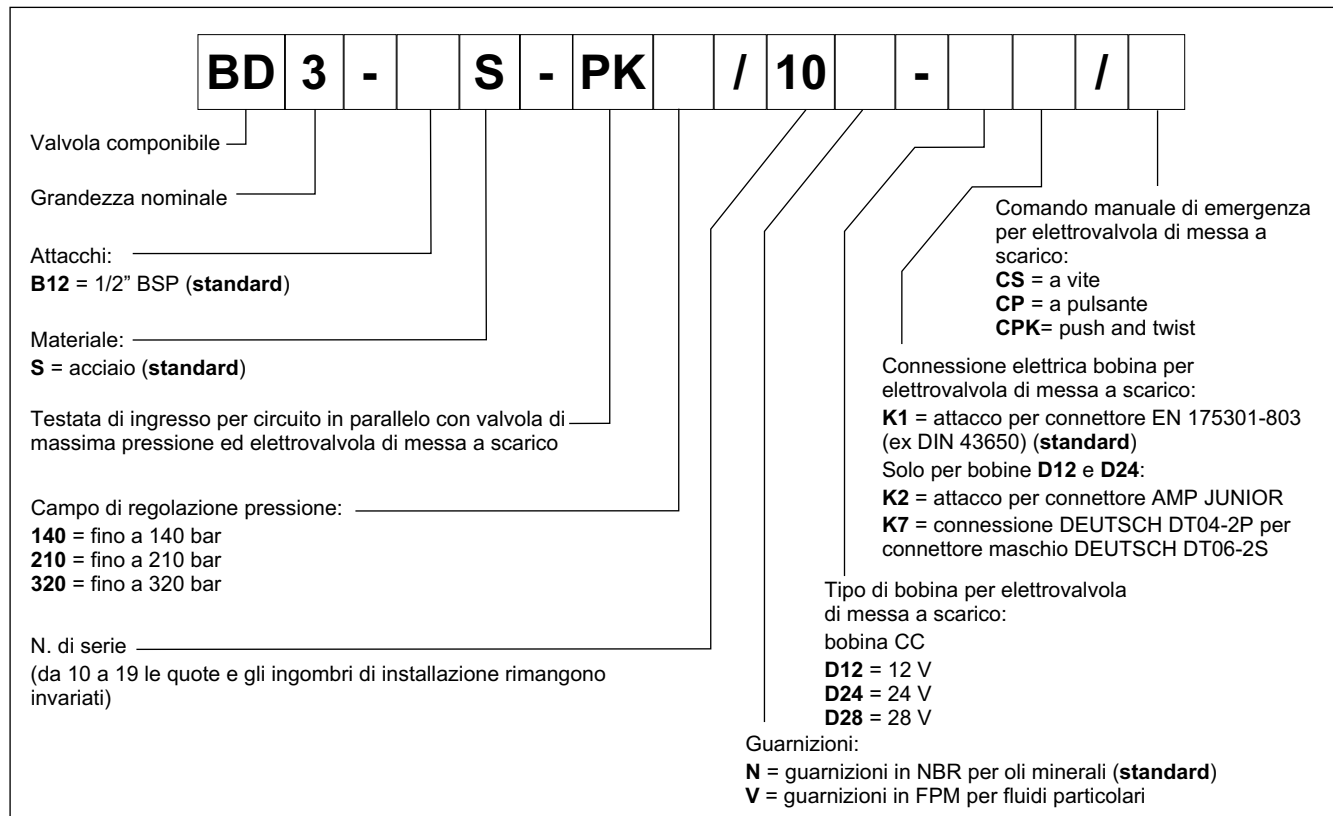 BD 3 - S - PK / 10 - /
Valvola componibile
Grandezza nominale
Attacchi:
B12 = 1/2” BSP (standard)
Materiale:
S = acciaio (standard)
Testata di ingresso per circuito in parallelo con valvola di
massima pressione ed elettrovalvola di messa a scarico
Campo di regolazione pressione:
140 = fino a 140 bar
210 = fino a 210 bar
320 = fino a 320 bar
N. di serie
(da 10 a 19 le quote e gli ingombri di installazione rimangono
invariati)
Comando manuale di emergenza
per elettrovalvola di messa a
scarico:
CS = a vite
CP = a pulsante
CPK= push and twist
Connessione elettrica bobina per
elettrovalvola di messa a scarico:
K1 = attacco per connettore EN 175301-803
(ex DIN 43650) (standard)
Solo per bobine D12 e D24:
K2 = attacco per connettore AMP JUNIOR
K7 = connessione DEUTSCH DT04-2P per
connettore maschio DEUTSCH DT06-2S
Tipo di bobina per elettrovalvola
di messa a scarico:
bobina CC
D12 = 12 V
D24 = 24 V
D28 = 28 V
Guarnizioni:
N = guarnizioni in NBR per oli minerali (standard)
V = guarnizioni in FPM per fluidi particolari